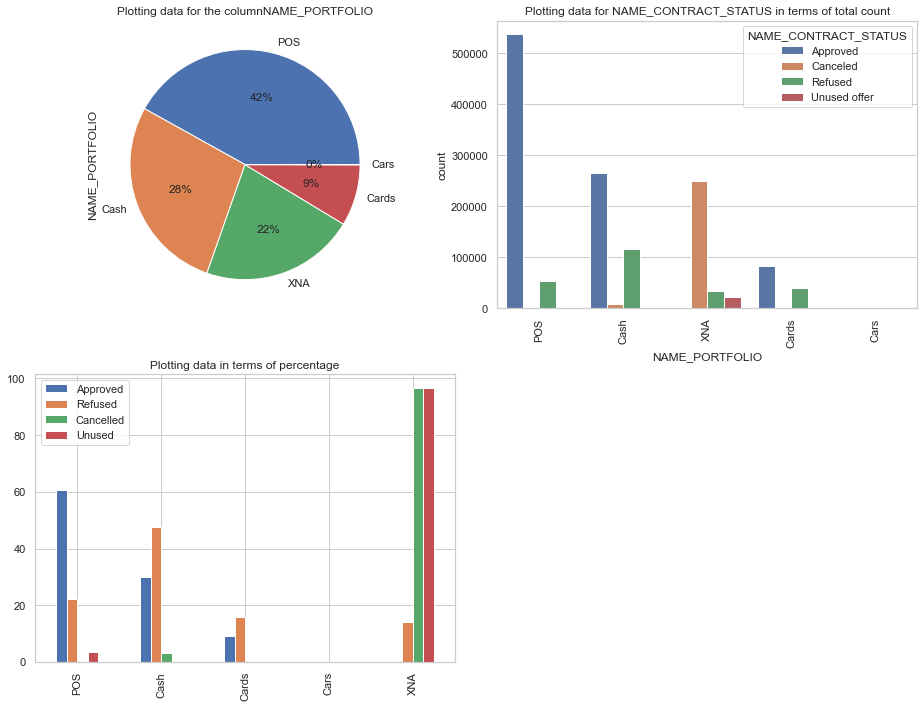 Plotting data for the columnNAME_PORTFOLIO
POS
42%
NAME_PORTFOLIO
0%
Cars
9%
Cards
28%
Cash
22%
XNA
Plotting data for NAME_CONTRACT_STATUS in terms of total count
NAME_CONTRACT_STATUS
Approved
Canceled
Refused
Unused offer
500000
400000
300000
200000
100000
0
count
POS
Cash
XNA
Cards
Cars
NAME_PORTFOLIO
Plotting data in terms of percentage
Approved
Refused
Cancelled
Unused
100
80
60
40
20
0
POS
Cash
Cards
Cars
XNA